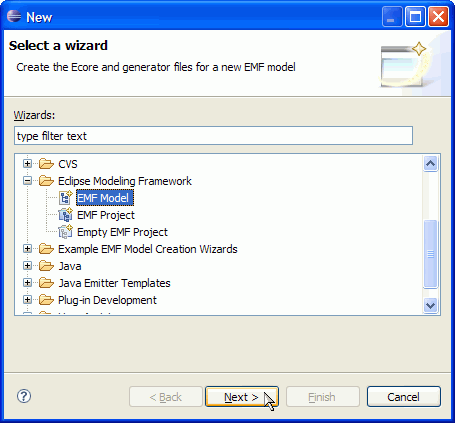 New
Select a wizard
Create the Ecore and generator files for a new EMF model
Wizards:
type filter text
CVS
Eclipse Modeling Framework
EMF Model
EMF Project
Empty EMF Project
Example EMF Model Creation Wizards
Java
Java Emitter Templates
Plug-in Development
?
< Back
Next >
Finish
Cancel